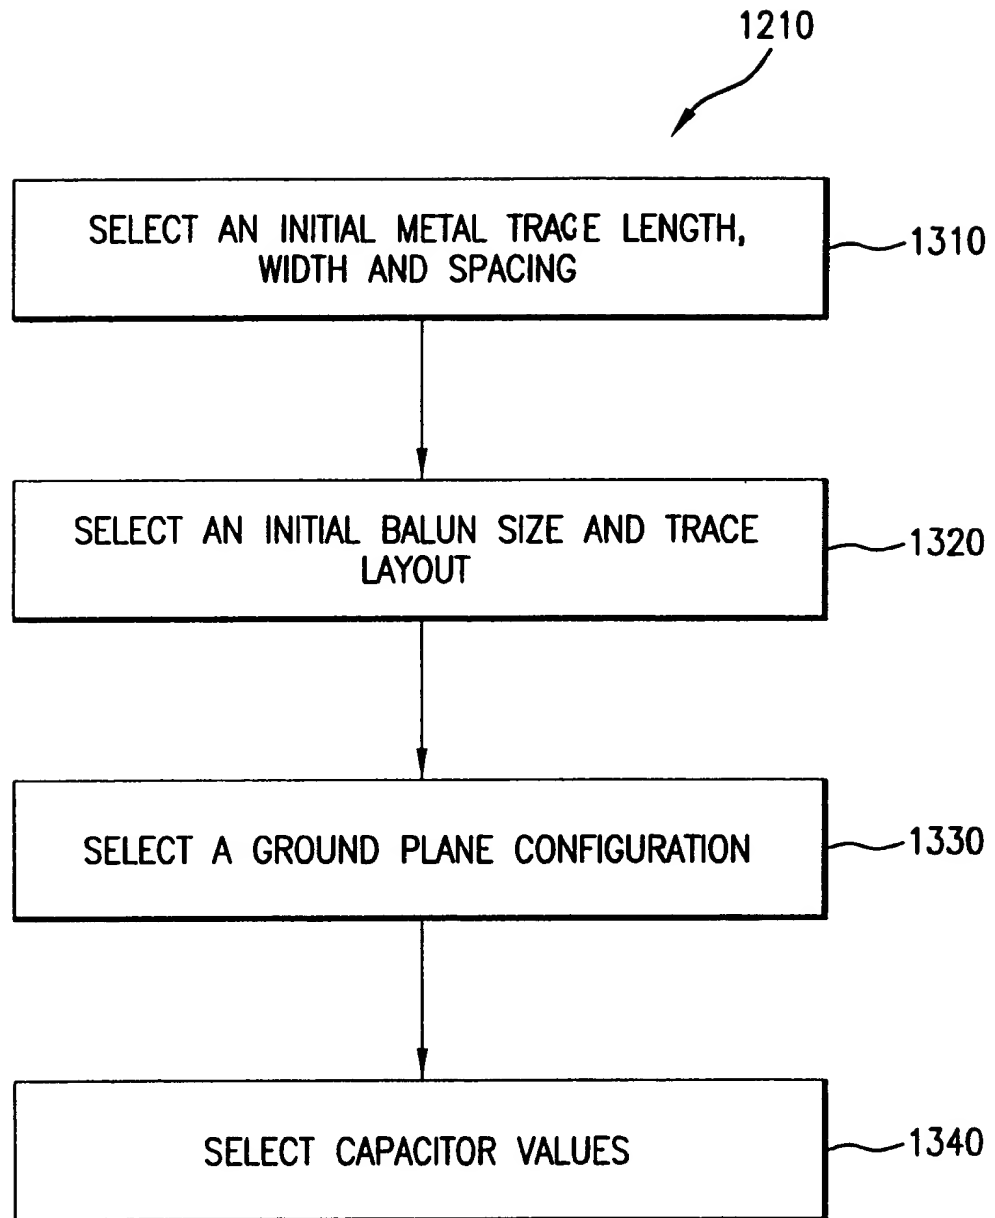 1210
SELECT AN INITIAL METAL TRACE LENGTH,
WIDTH AND SPACING
1310
SELECT AN INITIAL BALUN SIZE AND TRACE
LAYOUT
1320
SELECT A GROUND PLANE CONFIGURATION
1330
SELECT CAPACITOR VALUES
1340